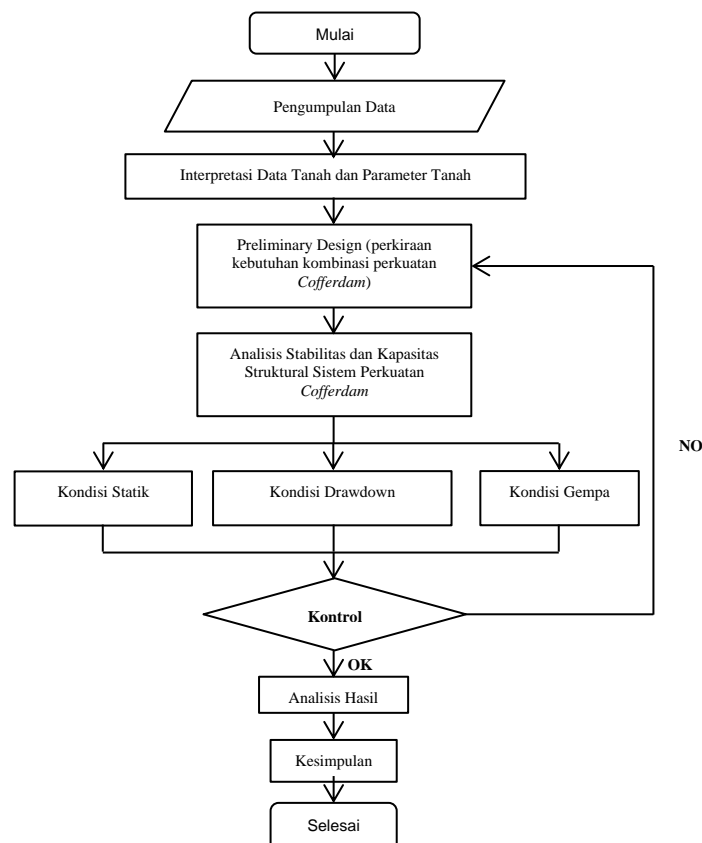 Mulai
Pengumpulan Data
Interpretasi Data Tanah dan Parameter Tanah
Preliminary Design (perkiraan
kebutuhan kombinasi perkuatan
Cofferdam)
Analisis Stabilitas dan Kapasitas
Struktural Sistem Perkuatan
Cofferdam
NO
Kondisi Statik
Kondisi Drawdown
Kondisi Gempa
Kontrol
OK
Analisis Hasil
Kesimpulan
Selesai